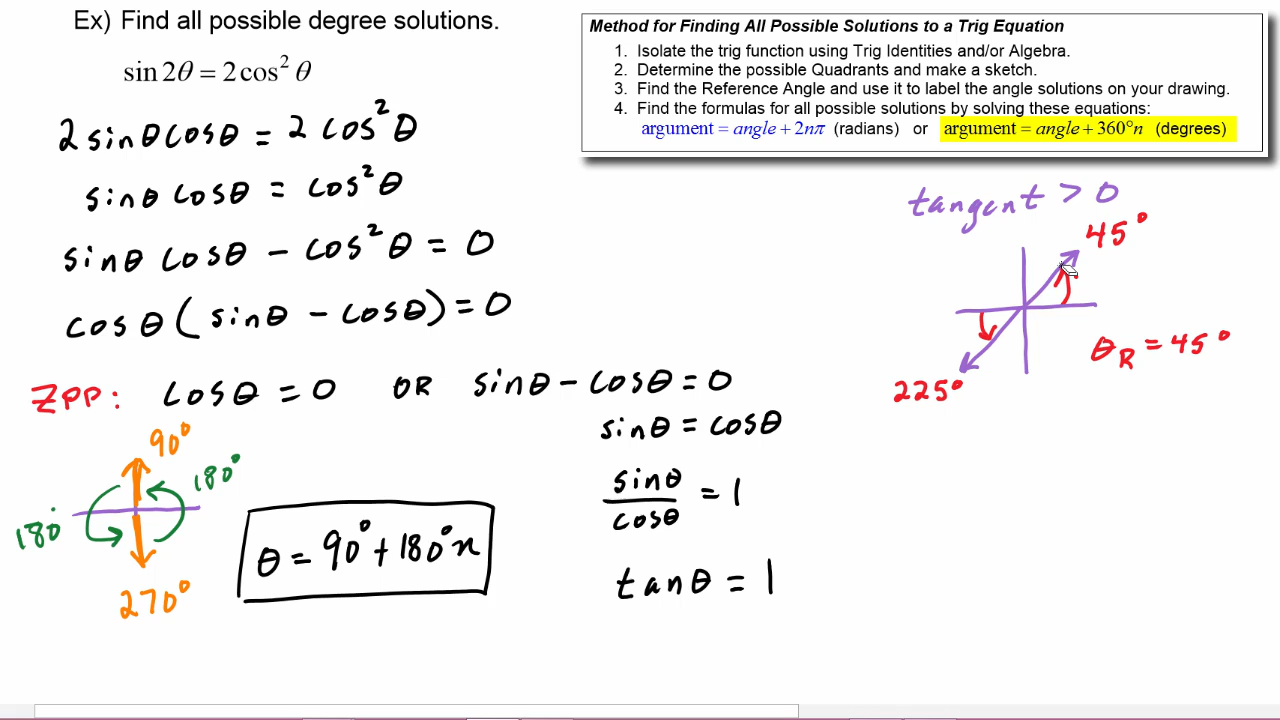 Ex) Find all possible degree solutions.
sin 2θ = 2 cos² θ
2 sinθ cosθ = 2 cos²θ
sinθ cosθ = cos²θ
sinθ cosθ − cos²θ = 0
cosθ ( sinθ − cosθ ) = 0
ZPP: cosθ = 0 OR sinθ − cosθ = 0
90°
180°
180°
270°
θ = 90° + 180°n
sinθ = cosθ
sinθ/cosθ = 1
tanθ = 1
Method for Finding All Possible Solutions to a Trig Equation
1. Isolate the trig function using Trig Identities and/or Algebra.
2. Determine the possible Quadrants and make a sketch.
3. Find the Reference Angle and use it to label the angle solutions on your drawing.
4. Find the formulas for all possible solutions by solving these equations:
argument = angle + 2nπ (radians) or argument = angle + 360°n (degrees)
tangent > 0
45°
θR = 45°
225°